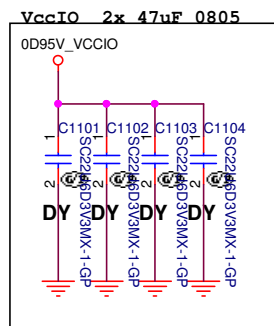 VccIO 2x 47uF 0805
0D95V_VCCIO
C1101 C1102 C1103 C1104
1 1 1 1
SC22U6D3V3MX-1-GP SC22U6D3V3MX-1-GP SC22U6D3V3MX-1-GP SC22U6D3V3MX-1-GP
2 2 2 2
DY DY DY DY